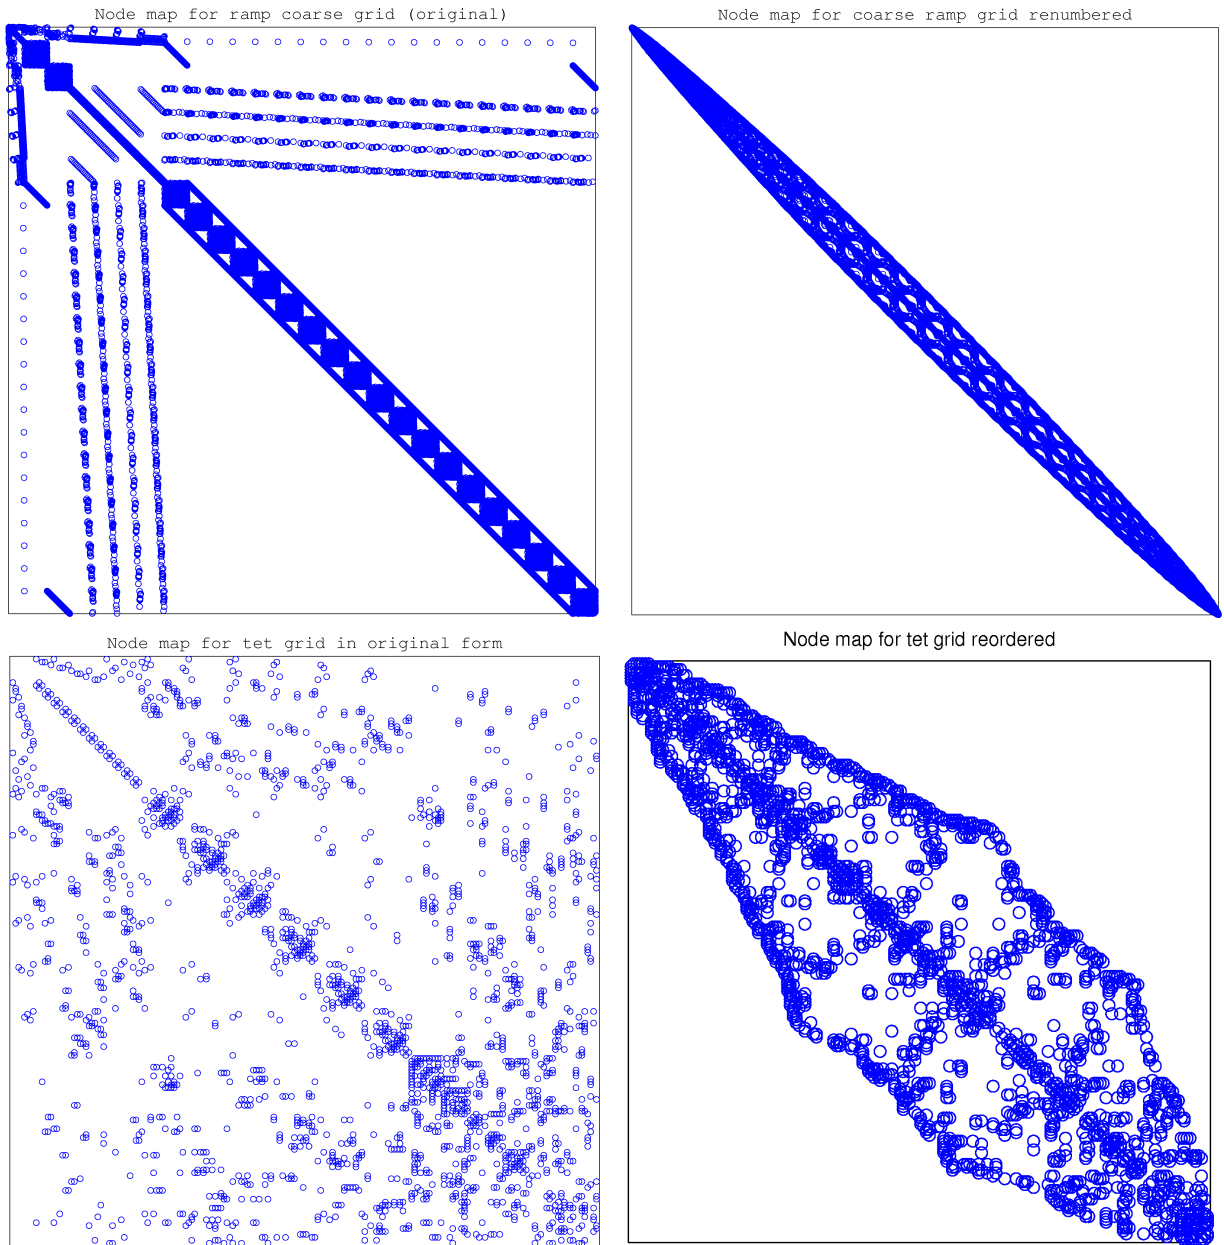 Node map for ramp coarse grid (original)
Node map for coarse ramp grid renumbered
Node map for tet grid in original form
Node map for tet grid reordered